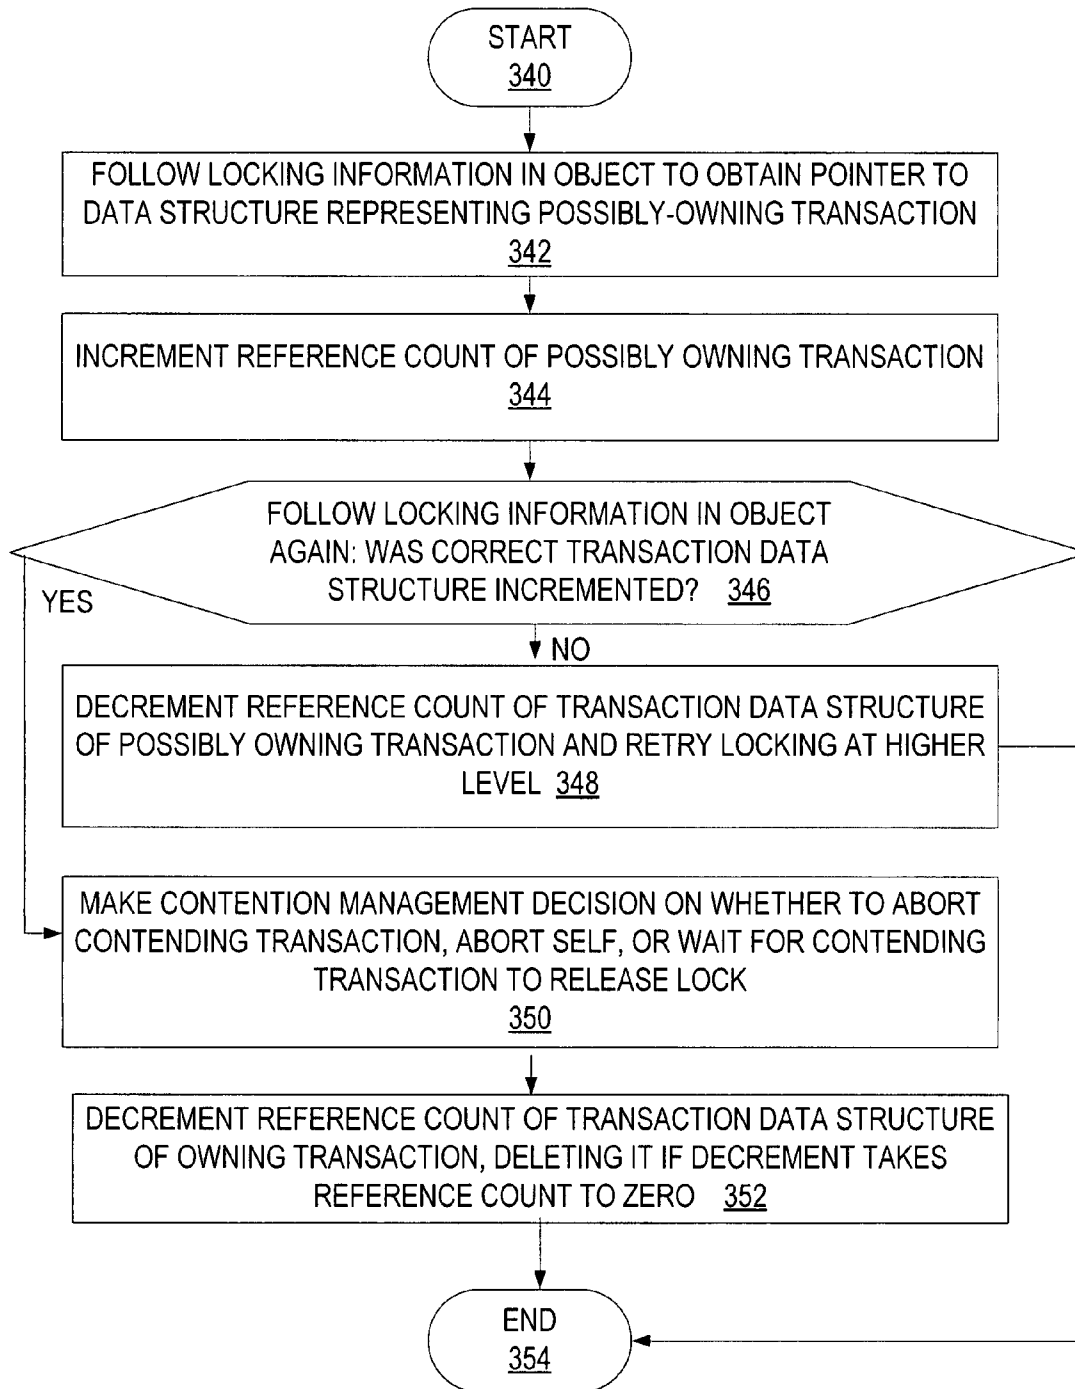 START
340
FOLLOW LOCKING INFORMATION IN OBJECT TO OBTAIN POINTER TO
DATA STRUCTURE REPRESENTING POSSIBLY-OWNING TRANSACTION
342
INCREMENT REFERENCE COUNT OF POSSIBLY OWNING TRANSACTION
344
FOLLOW LOCKING INFORMATION IN OBJECT
AGAIN: WAS CORRECT TRANSACTION DATA
STRUCTURE INCREMENTED? 346
YES
NO
DECREMENT REFERENCE COUNT OF TRANSACTION DATA STRUCTURE
OF POSSIBLY OWNING TRANSACTION AND RETRY LOCKING AT HIGHER
LEVEL 348
MAKE CONTENTION MANAGEMENT DECISION ON WHETHER TO ABORT
CONTENDING TRANSACTION, ABORT SELF, OR WAIT FOR CONTENDING
TRANSACTION TO RELEASE LOCK
350
DECREMENT REFERENCE COUNT OF TRANSACTION DATA STRUCTURE
OF OWNING TRANSACTION, DELETING IT IF DECREMENT TAKES
REFERENCE COUNT TO ZERO 352
END
354